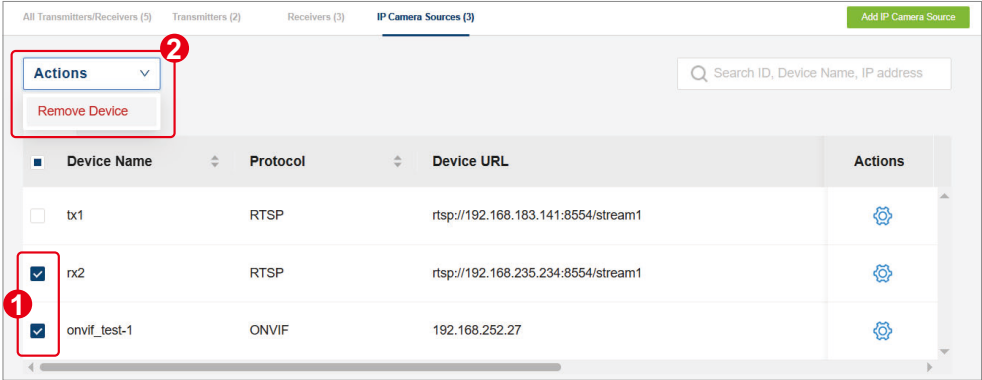 All Transmitters/Receivers (5) Transmitters (2) Receivers (3) IP Camera Sources (3) Add IP Camera Source
2
Actions
Search ID, Device Name, IP address
Remove Device
Device Name Protocol Device URL Actions
tx1 RTSP rtsp://192.168.183.141:8554/stream1
rx2 RTSP rtsp://192.168.235.234:8554/stream1
1
onvif_test-1 ONVIF 192.168.252.27